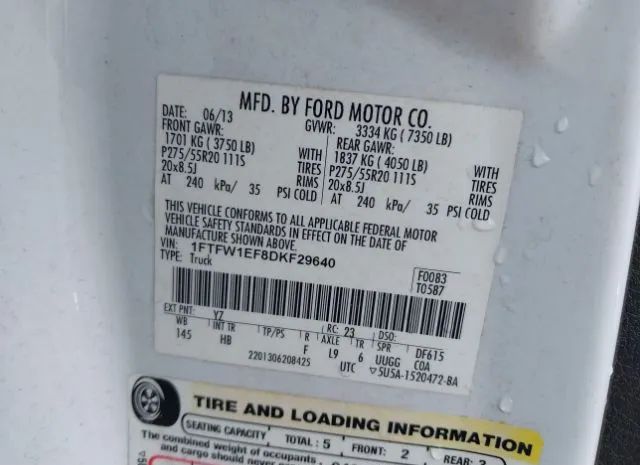 MFD. BY FORD MOTOR CO.
DATE: 06/13 GVWR: 3334 KG ( 7350 LB)
FRONT GAWR: REAR GAWR:
1701 KG ( 3750 LB) WITH 1837 KG ( 4050 LB) WITH
P275/55R20 111S TIRES P275/55R20 111S TIRES
20x8.5J RIMS 20x8.5J RIMS
AT 240 kPa/ 35 PSI COLD AT 240 kPa/ 35 PSI COLD
THIS VEHICLE CONFORMS TO ALL APPLICABLE FEDERAL MOTOR
VEHICLE SAFETY STANDARDS IN EFFECT ON THE DATE OF
MANUFACTURE SHOWN ABOVE.
VIN: 1FTFW1EF8DKF29640
TYPE: Truck
F0083
T0587
EXT PNT: YZ RC: 23 DSO:
WB INT TR TP/PS R AXLE TR SPR DF615
145 HB F L9 6 UUGG COA
2201306208425 UTC 5U5A-1520472-BA
TIRE AND LOADING INFORMATION
SEATING CAPACITY TOTAL : 5 FRONT: 2 REAR:
The combined weight of occupants
and cargo should never